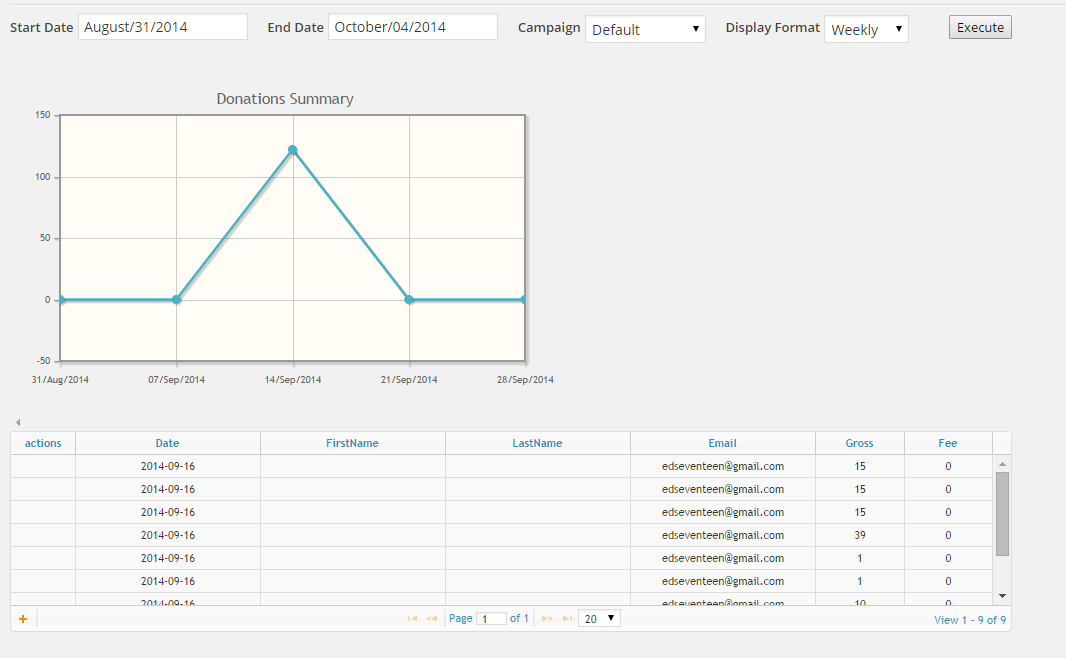 Start Date August/31/2014 End Date October/04/2014 Campaign Default Display Format Weekly Execute
Donations Summary
150
100
50
0
-50
31/Aug/2014 07/Sep/2014 14/Sep/2014 21/Sep/2014 28/Sep/2014
actions Date FirstName LastName Email Gross Fee
2014-09-16 edseventeen@gmail.com 15 0
2014-09-16 edseventeen@gmail.com 15 0
2014-09-16 edseventeen@gmail.com 15 0
2014-09-16 edseventeen@gmail.com 39 0
2014-09-16 edseventeen@gmail.com 1 0
2014-09-16 edseventeen@gmail.com 1 0
2014-09-16 edseventeen@gmail.com 10 0
Page 1 of 1 20 View 1 - 9 of 9